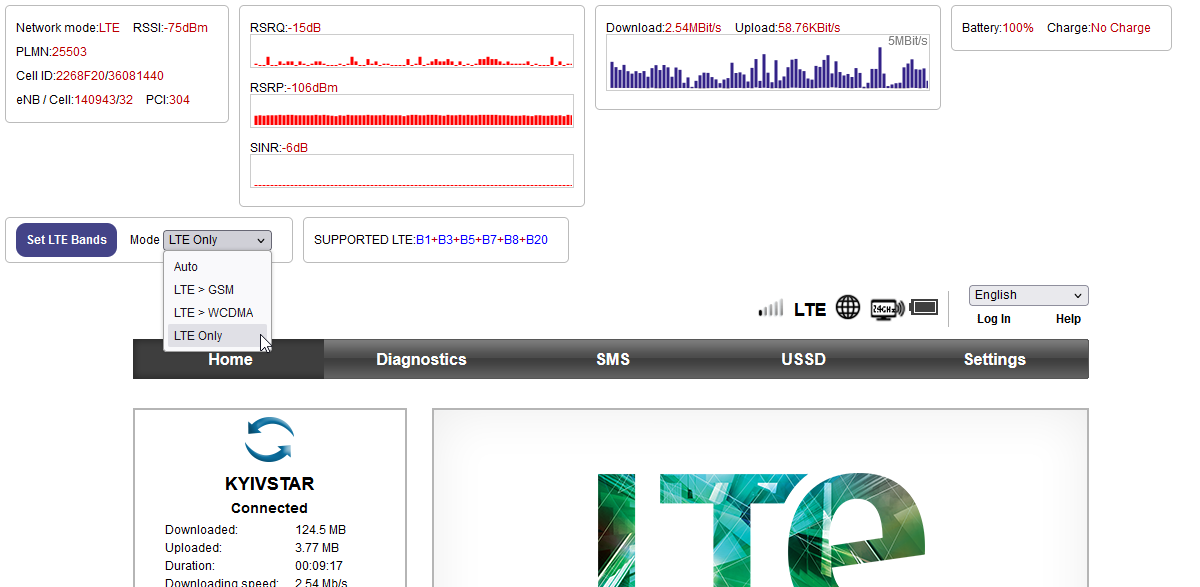 Network mode:LTE RSSI:-75dBm
PLMN:25503
Cell ID:2268F20/36081440
eNB / Cell:140943/32 PCI:304
RSRQ:-15dB
RSRP:-106dBm
SINR:-6dB
Download:2.54MBit/s Upload:58.76KBit/s
5MBit/s
Battery:100% Charge:No Charge
Set LTE Bands Mode LTE Only
Auto
LTE > GSM
LTE > WCDMA
LTE Only
SUPPORTED LTE:B1+B3+B5+B7+B8+B20
LTE 2.4GHz English
Log In Help
Home Diagnostics SMS USSD Settings
KYIVSTAR
Connected
Downloaded: 124.5 MB
Uploaded: 3.77 MB
Duration: 00:09:17
Downloading speed: 2.54 Mb/s
LTE